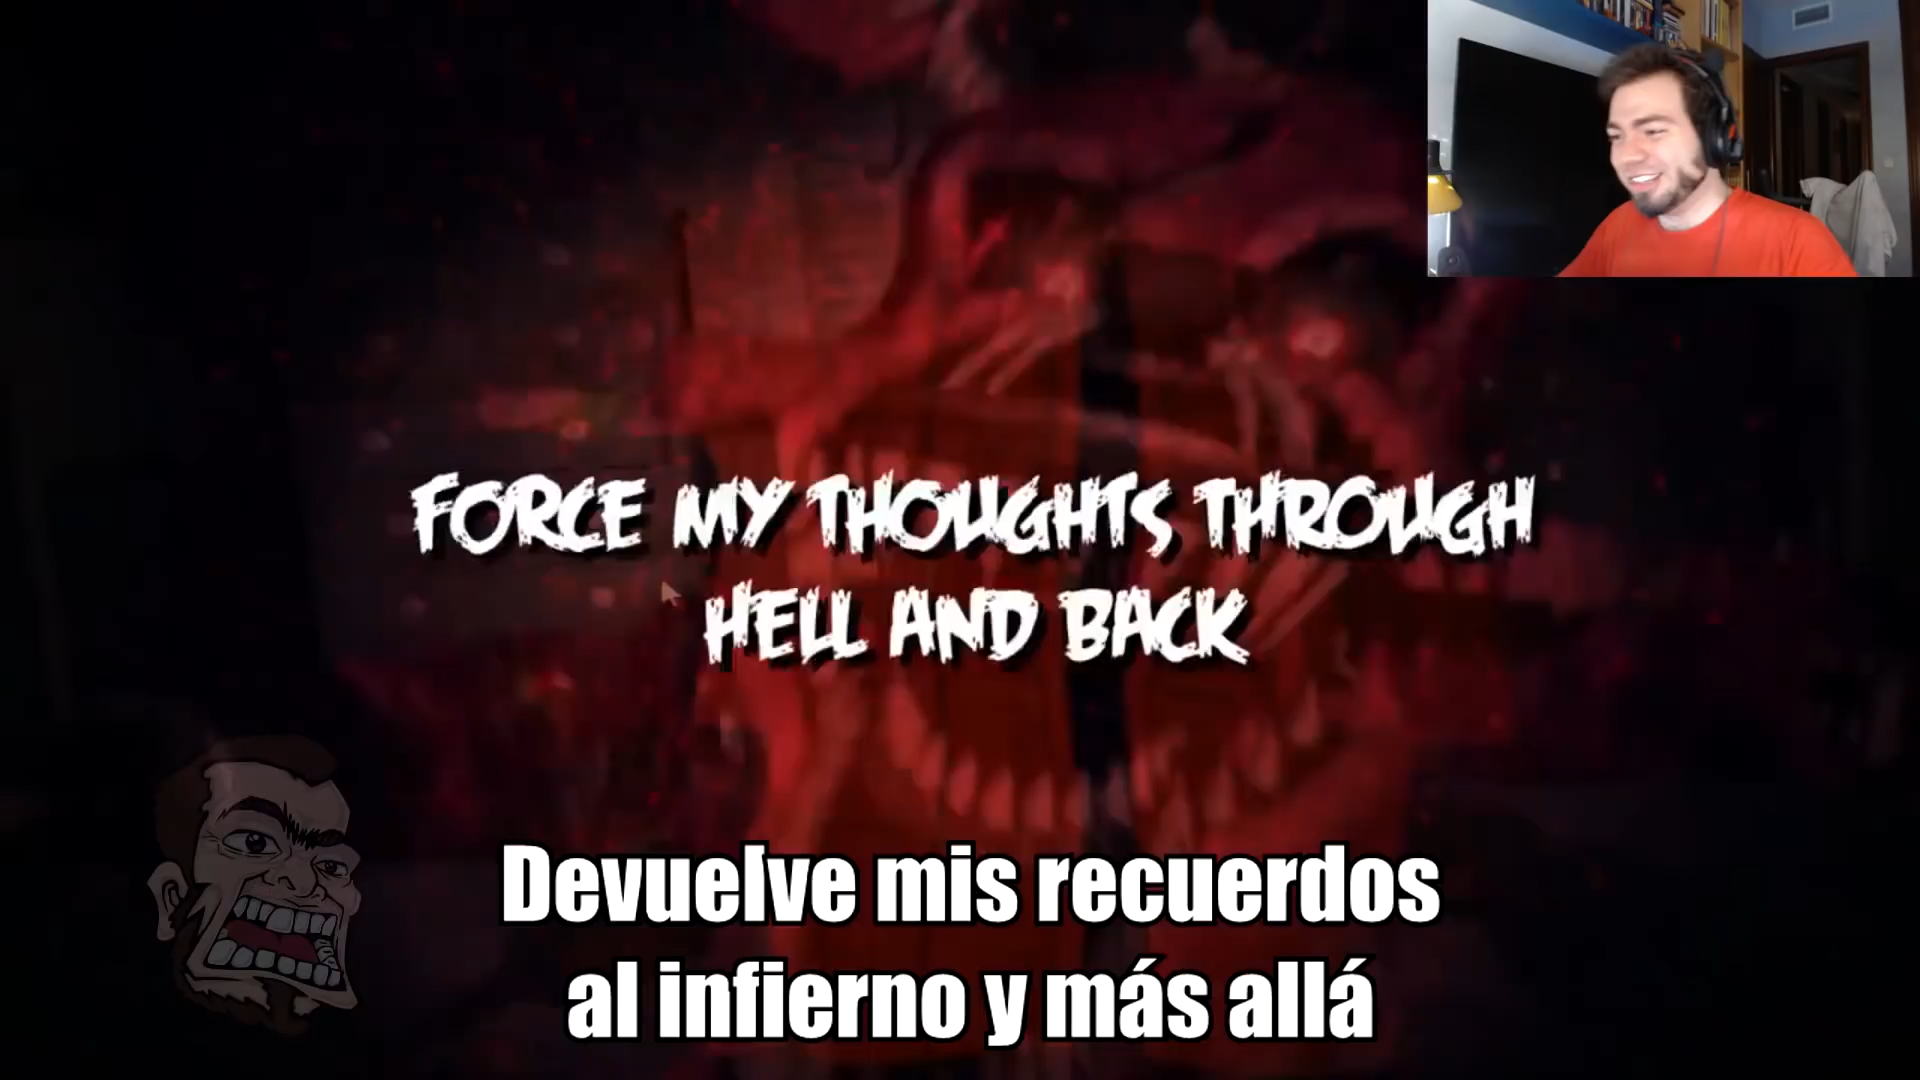 FORCE MY THOUGHTS THROUGH
HELL AND BACK
Devuelve mis recuerdos
al infierno y más allá